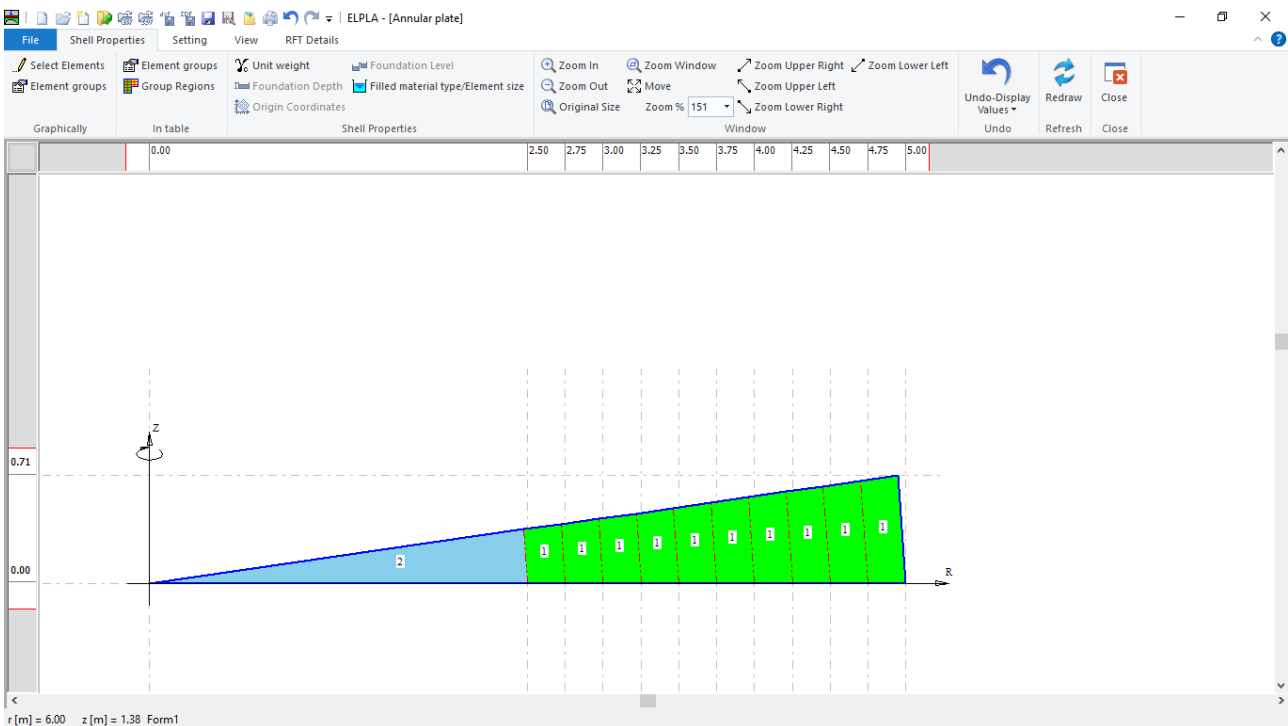 ELPLA - [Annular plate]
File Shell Properties Setting View RFT Details
Select Elements Element groups Unit weight Foundation Level Zoom In Zoom Window Zoom Upper Right Zoom Lower Left
Element groups Group Regions Foundation Depth Filled material type/Element size Zoom Out Move Zoom Upper Left Undo-Display Values Redraw Close
Origin Coordinates Original Size Zoom % 151 Zoom Lower Right
Graphically In table Shell Properties Window Undo Refresh Close
0.00 2.50 2.75 3.00 3.25 3.50 3.75 4.00 4.25 4.50 4.75 5.00
Z
0.71
1 1 1 1 1 1 1 1 1 1
2
0.00
R
r [m] = 6.00 z [m] = 1.38 Form1